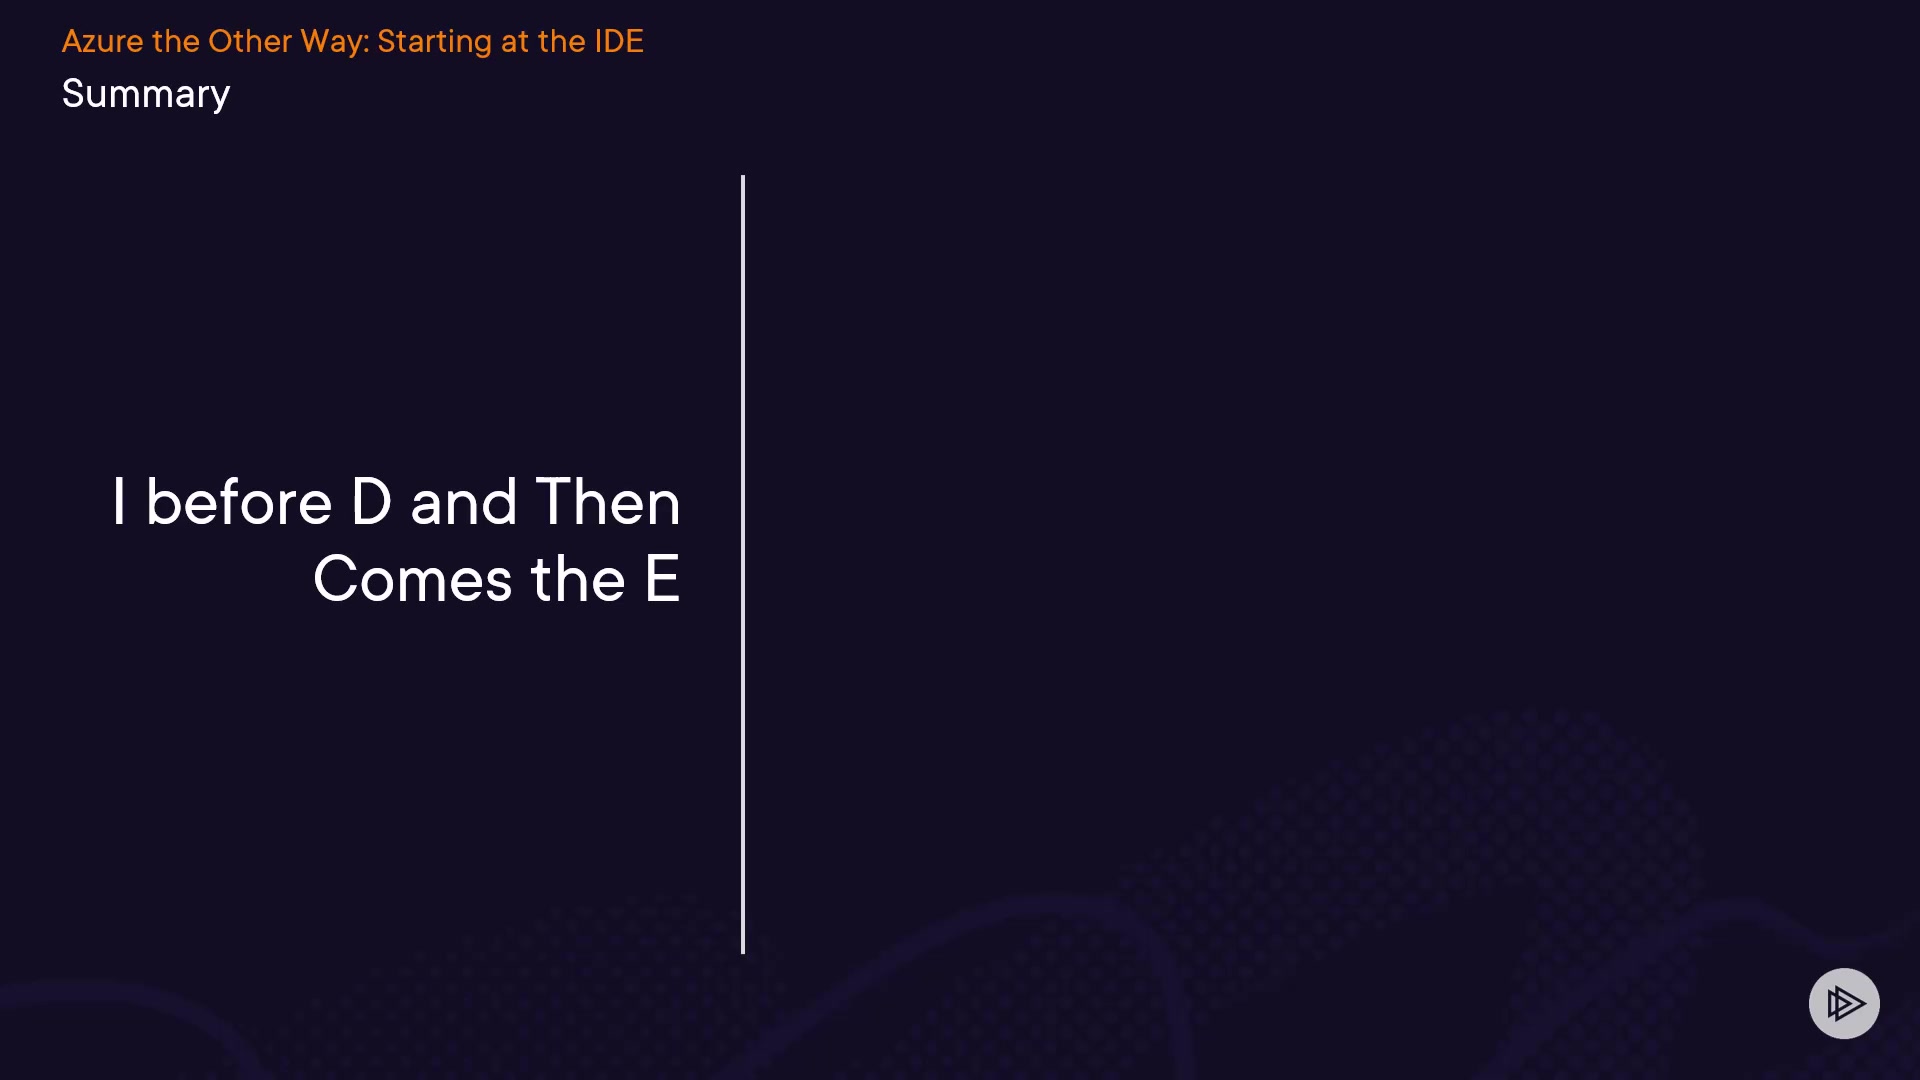 Azure the Other Way: Starting at the IDE
Summary
I before D and Then
Comes the E